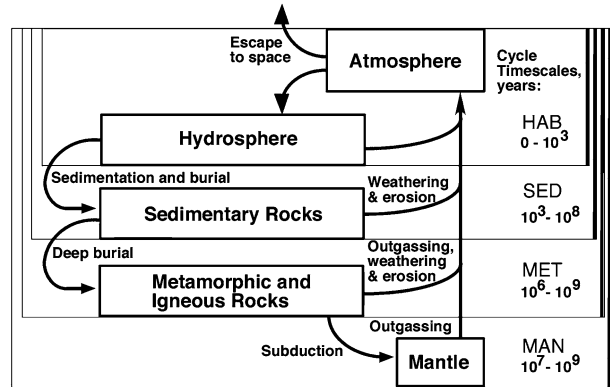 Escape
to space
Atmosphere
Cycle
Timescales,
years:
Hydrosphere
HAB
0 - 10³
Sedimentation and burial
Weathering
& erosion
SED
10³- 10⁸
Sedimentary Rocks
Deep burial
Outgassing,
weathering
& erosion
Metamorphic and
Igneous Rocks
MET
10⁶- 10⁹
Outgassing
Subduction
Mantle
MAN
10⁷- 10⁹